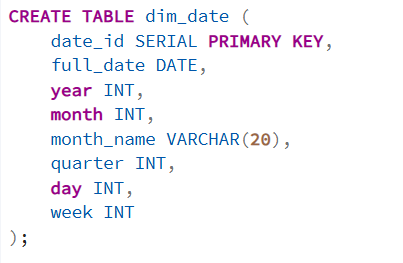 CREATE TABLE dim_date (
    date_id SERIAL PRIMARY KEY,
    full_date DATE,
    year INT,
    month INT,
    month_name VARCHAR(20),
    quarter INT,
    day INT,
    week INT
);